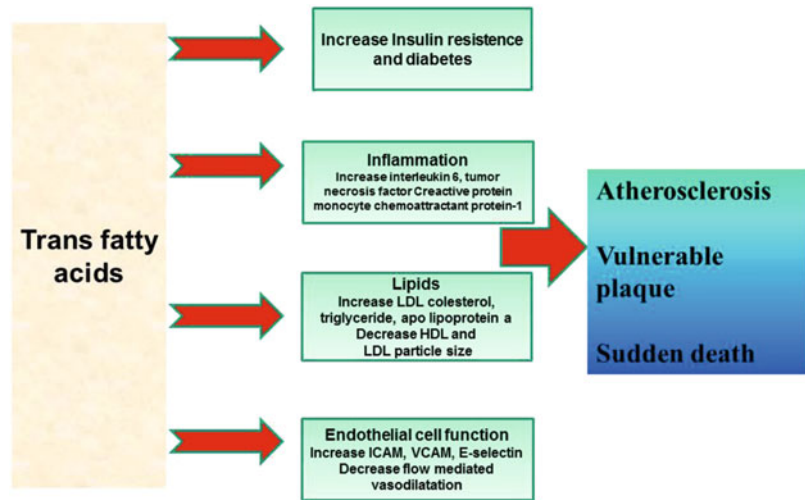 Trans fatty
acids
Increase Insulin resistence
and diabetes
Inflammation
Increase interleukin 6, tumor
necrosis factor Creactive protein
monocyte chemoattractant protein-1
Lipids
Increase LDL colesterol,
triglyceride, apo lipoprotein a
Decrease HDL and
LDL particle size
Endothelial cell function
Increase ICAM, VCAM, E-selectin
Decrease flow mediated
vasodilatation
Atherosclerosis
Vulnerable
plaque
Sudden death